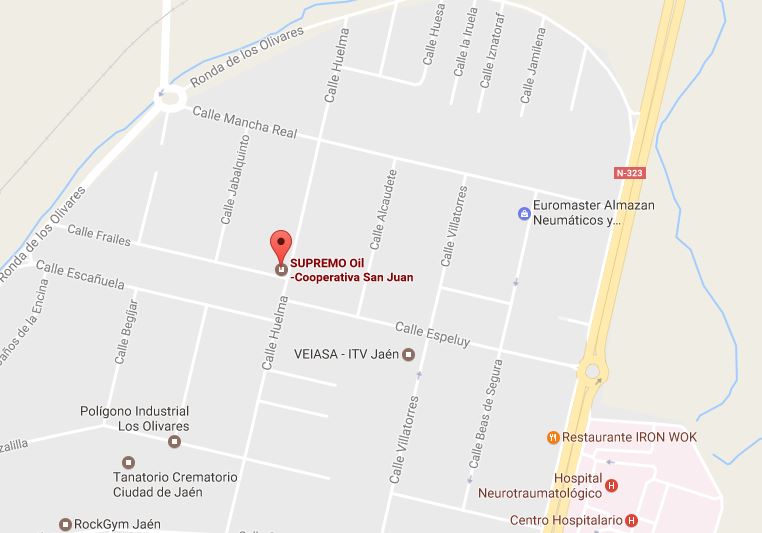 Ronda de los Olivares
Calle Huelma
Calle Huesa
Calle la Iruela
Calle Iznatoraf
Calle Jamilena
Calle Mancha Real
N-323
Calle Jabalquinto
Calle Alcaudete
Calle Villatorres
Euromaster Almazan
Neumáticos y...
Ronda de los Olivares
Calle Frailes
SUPREMO Oil
-Cooperativa San Juan
Calle Escañuela
años de la Encina
Calle Begíjar
Calle Huelma
Calle Espeluy
VEIASA - ITV Jaén
Calle Beas de Segura
Calle Villatorres
Polígono Industrial
Los Olivares
zalilla
Restaurante IRON WOK
Tanatorio Crematorio
Ciudad de Jaén
Hospital
Neurotraumatológico
Centro Hospitalario
RockGym Jaén